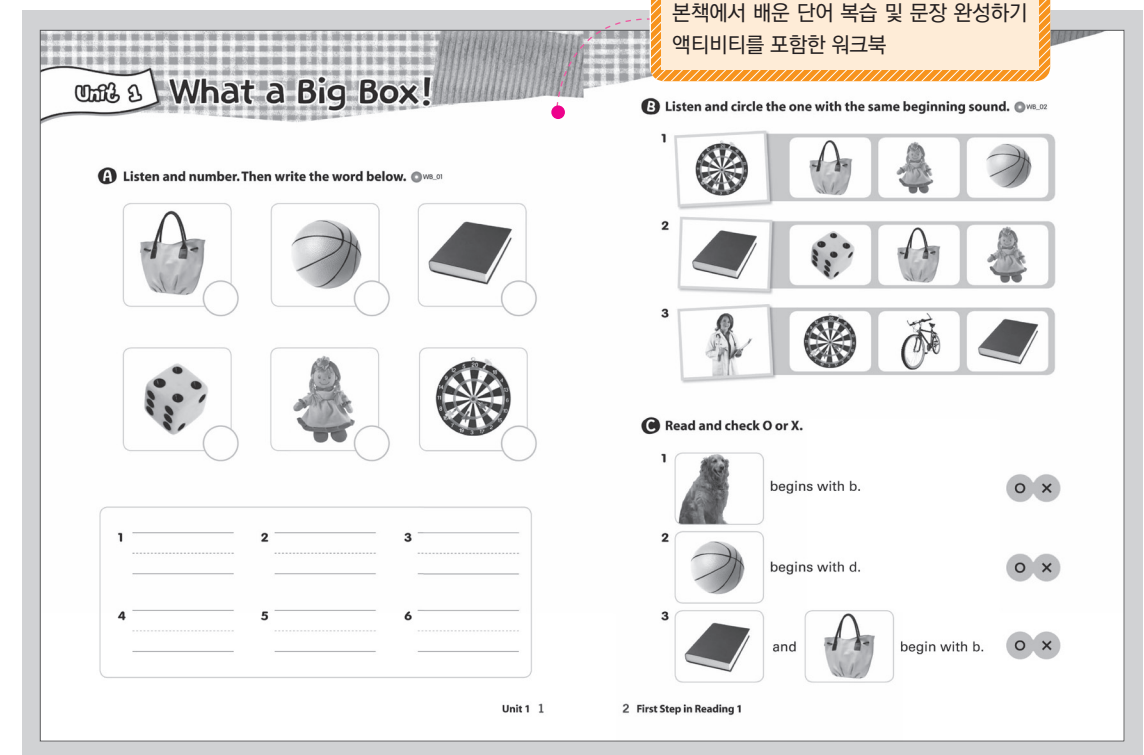 본책에서 배운 단어 복습 및 문장 완성하기
액티비티를 포함한 워크북
Unit 1
What a Big Box!
A Listen and number. Then write the word below. WB_01
1
2
3
4
5
6
Unit 1 1
B Listen and circle the one with the same beginning sound. WB_02
1
2
3
C Read and check O or X.
1
begins with b.
O X
2
begins with d.
O X
3
and
begin with b.
O X
2 First Step in Reading 1